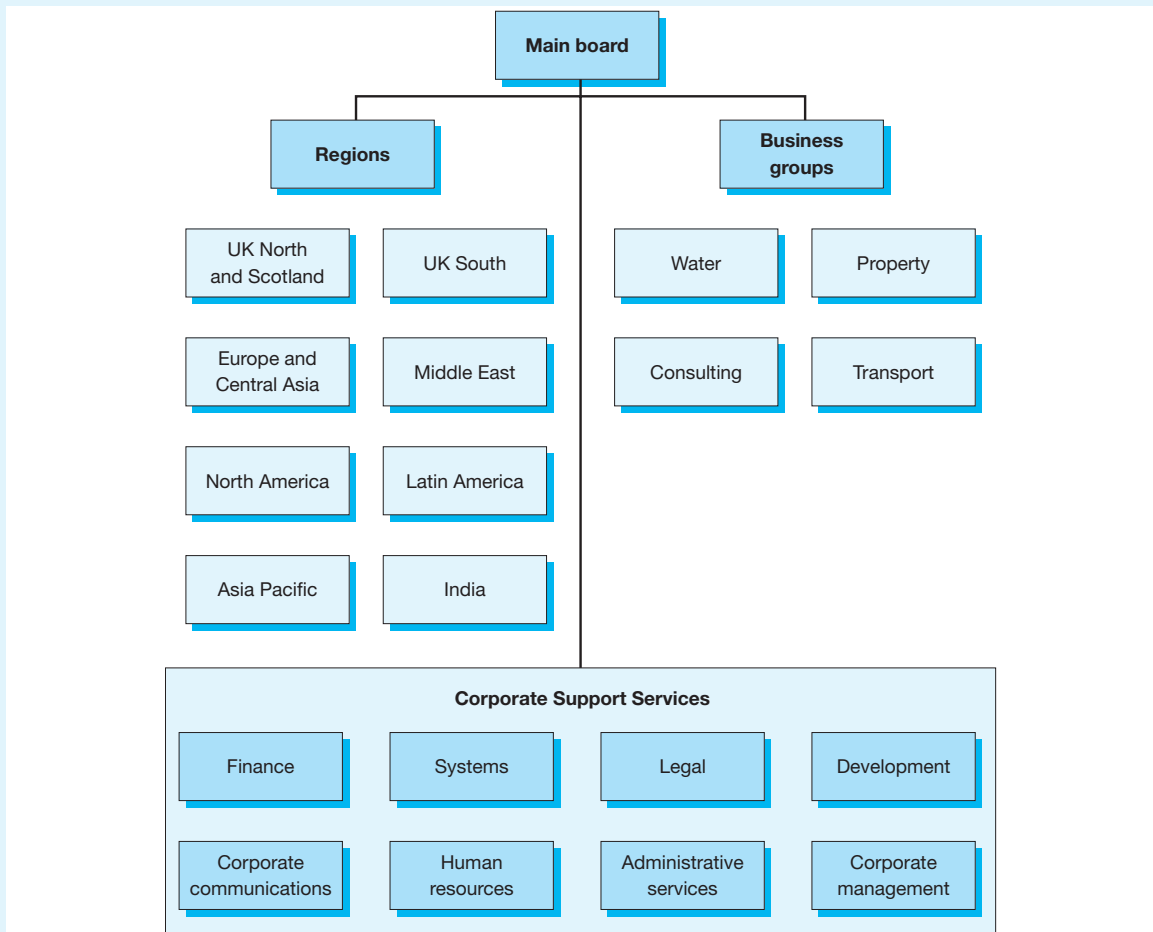 Main board
Regions
Business
groups
UK North
and Scotland
UK South
Water
Property
Europe and
Central Asia
Middle East
Consulting
Transport
North America
Latin America
Asia Pacific
India
Corporate Support Services
Finance
Systems
Legal
Development
Corporate
communications
Human
resources
Administrative
services
Corporate
management